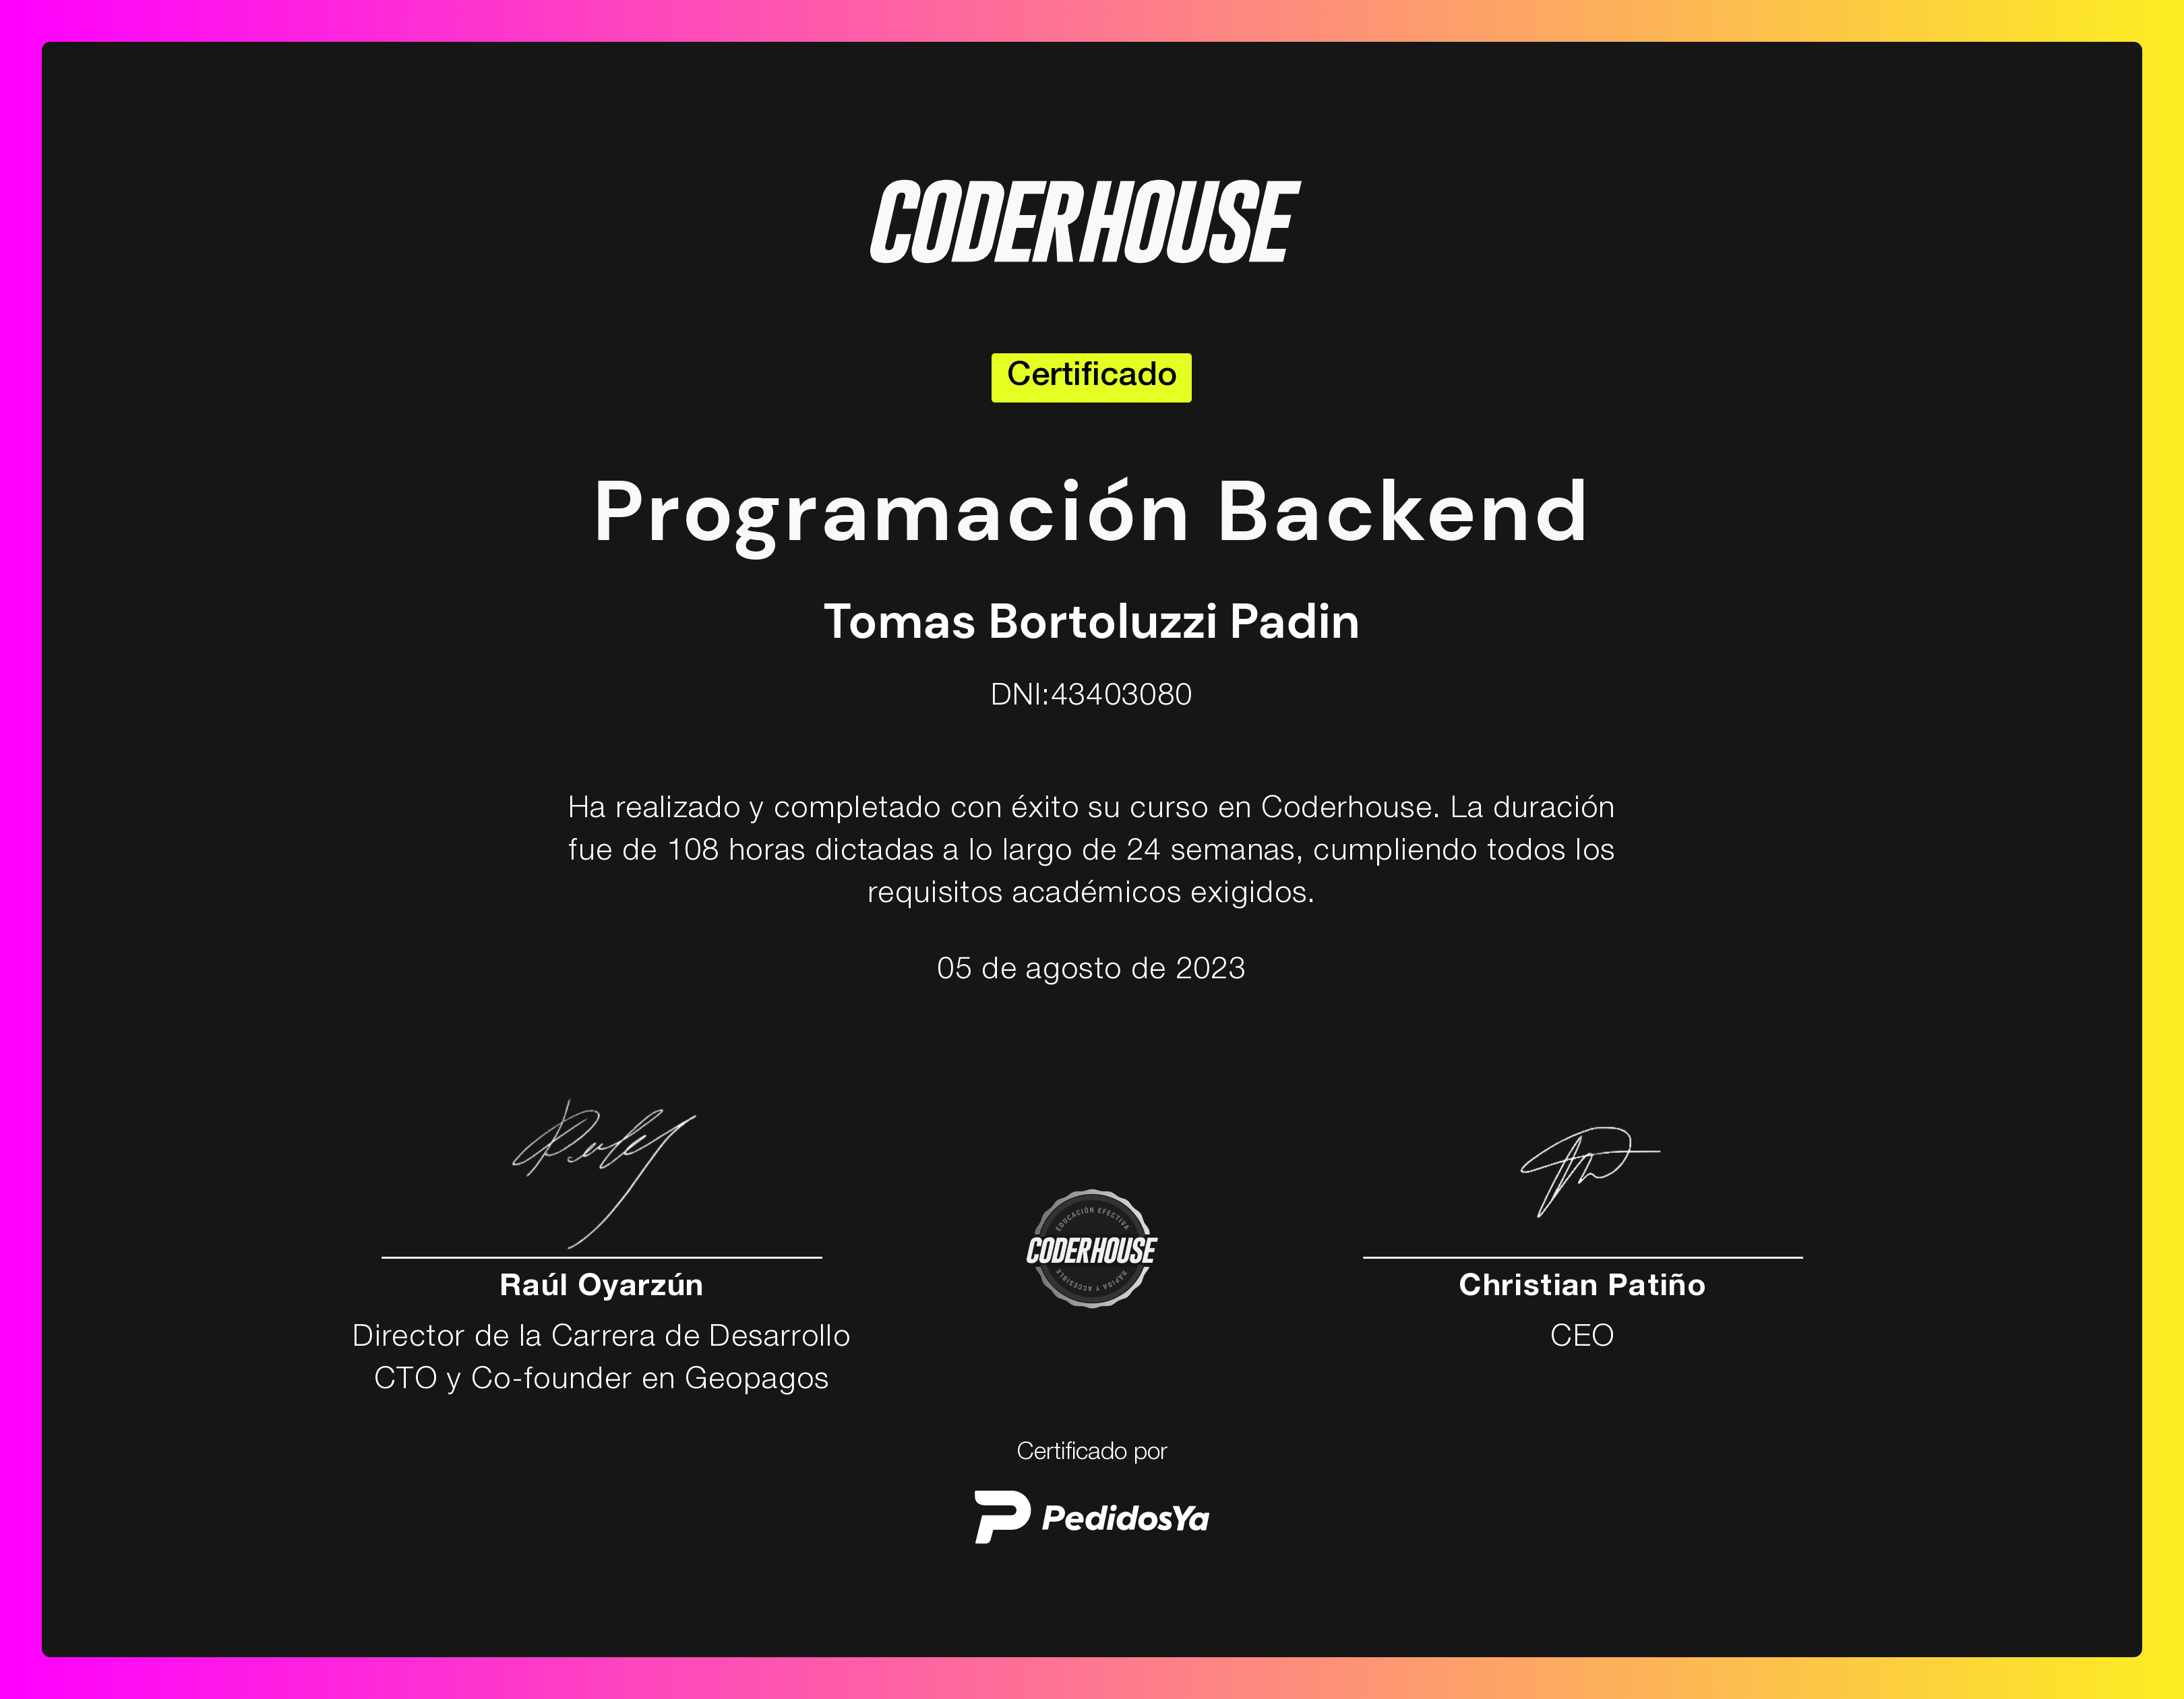 CODERHOUSE
Certificado
Programación Backend
Tomas Bortoluzzi Padin
DNI:43403080
Ha realizado y completado con éxito su curso en Coderhouse. La duración
fue de 108 horas dictadas a lo largo de 24 semanas, cumpliendo todos los
requisitos académicos exigidos.
05 de agosto de 2023
EDUCACIÓN EFECTIVA
CODERHOUSE
RÁPIDA Y ACCESIBLE
Raúl Oyarzún
Director de la Carrera de Desarrollo
CTO y Co-founder en Geopagos
Christian Patiño
CEO
Certificado por
PedidosYa